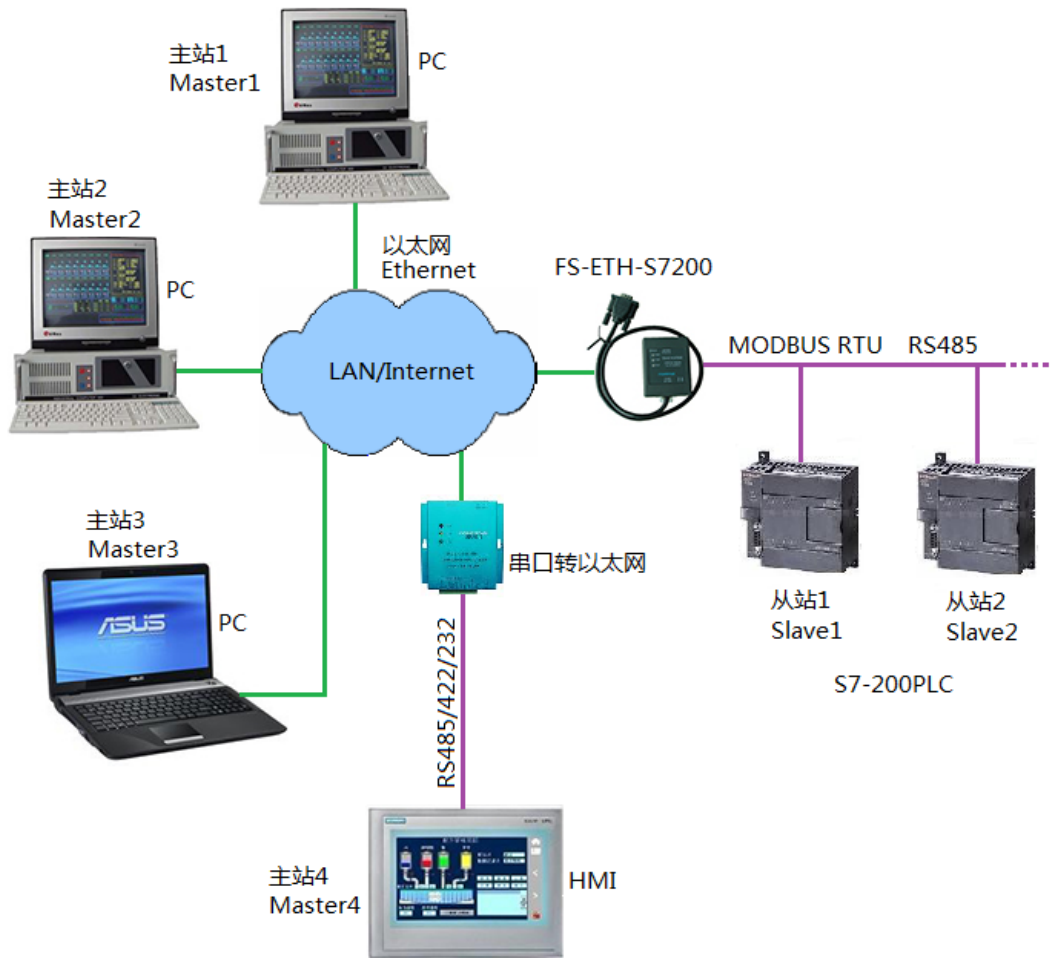 主站1
Master1
PC
主站2
Master2
PC
以太网
Ethernet
FS-ETH-S7200
LAN/Internet
MODBUS RTU
RS485
主站3
Master3
ASUS
PC
串口转以太网
从站1
Slave1
从站2
Slave2
S7-200PLC
RS485/422/232
主站4
Master4
HMI